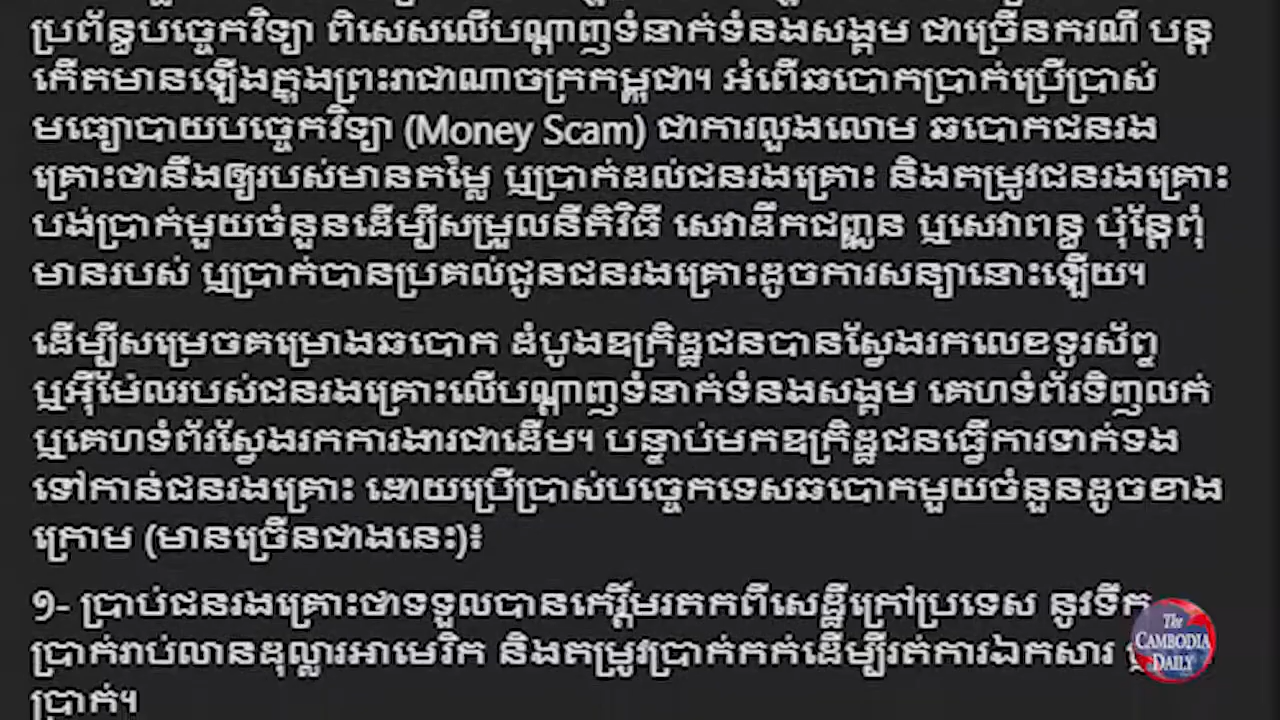 ប្រព័ន្ធបច្ចេកវិទ្យា ពិសេសលើបណ្តាញទំនាក់ទំនងសង្គម ជាច្រើនករណី បន្ត
កើតមានឡើងក្នុងព្រះរាជាណាចក្រកម្ពុជា។ អំពើឆបោកប្រាក់ប្រើប្រាស់
មធ្យោបាយបច្ចេកវិទ្យា (Money Scam) ជាការលួងលោម ឆបោកជនរង
គ្រោះថានឹងឲ្យរបស់មានតម្លៃ ឬប្រាក់ដល់ជនរងគ្រោះ និងតម្រូវជនរងគ្រោះ
បង់ប្រាក់មួយចំនួនដើម្បីសម្រួលនីតិវិធី សេវាដឹកជញ្ជូន ឬសេវាពន្ធ ប៉ុន្តែពុំ
មានរបស់ ឬប្រាក់បានប្រគល់ជូនជនរងគ្រោះដូចការសន្យានោះឡើយ។
ដើម្បីសម្រេចគម្រោងឆបោក ដំបូងឧក្រិដ្ឋជនបានស្វែងរកលេខទូរស័ព្ទ
ឬអ៊ីម៉ែលរបស់ជនរងគ្រោះលើបណ្តាញទំនាក់ទំនងសង្គម គេហទំព័រទិញលក់
ឬគេហទំព័រស្វែងរកការងារជាដើម។ បន្ទាប់មកឧក្រិដ្ឋជនធ្វើការទាក់ទង
ទៅកាន់ជនរងគ្រោះ ដោយប្រើប្រាស់បច្ចេកទេសឆបោកមួយចំនួនដូចខាង
ក្រោម (មានច្រើនជាងនេះ)៖
១- ប្រាប់ជនរងគ្រោះថាទទួលបានកេរ្តិ៍មរតកពីសេដ្ឋីក្រៅប្រទេស នូវទឹក
ប្រាក់រាប់លានដុល្លារអាមេរិក និងតម្រូវប្រាក់កក់ដើម្បីរត់ការឯកសារ
ប្រាក់។
The
CAMBODIA
DAILY